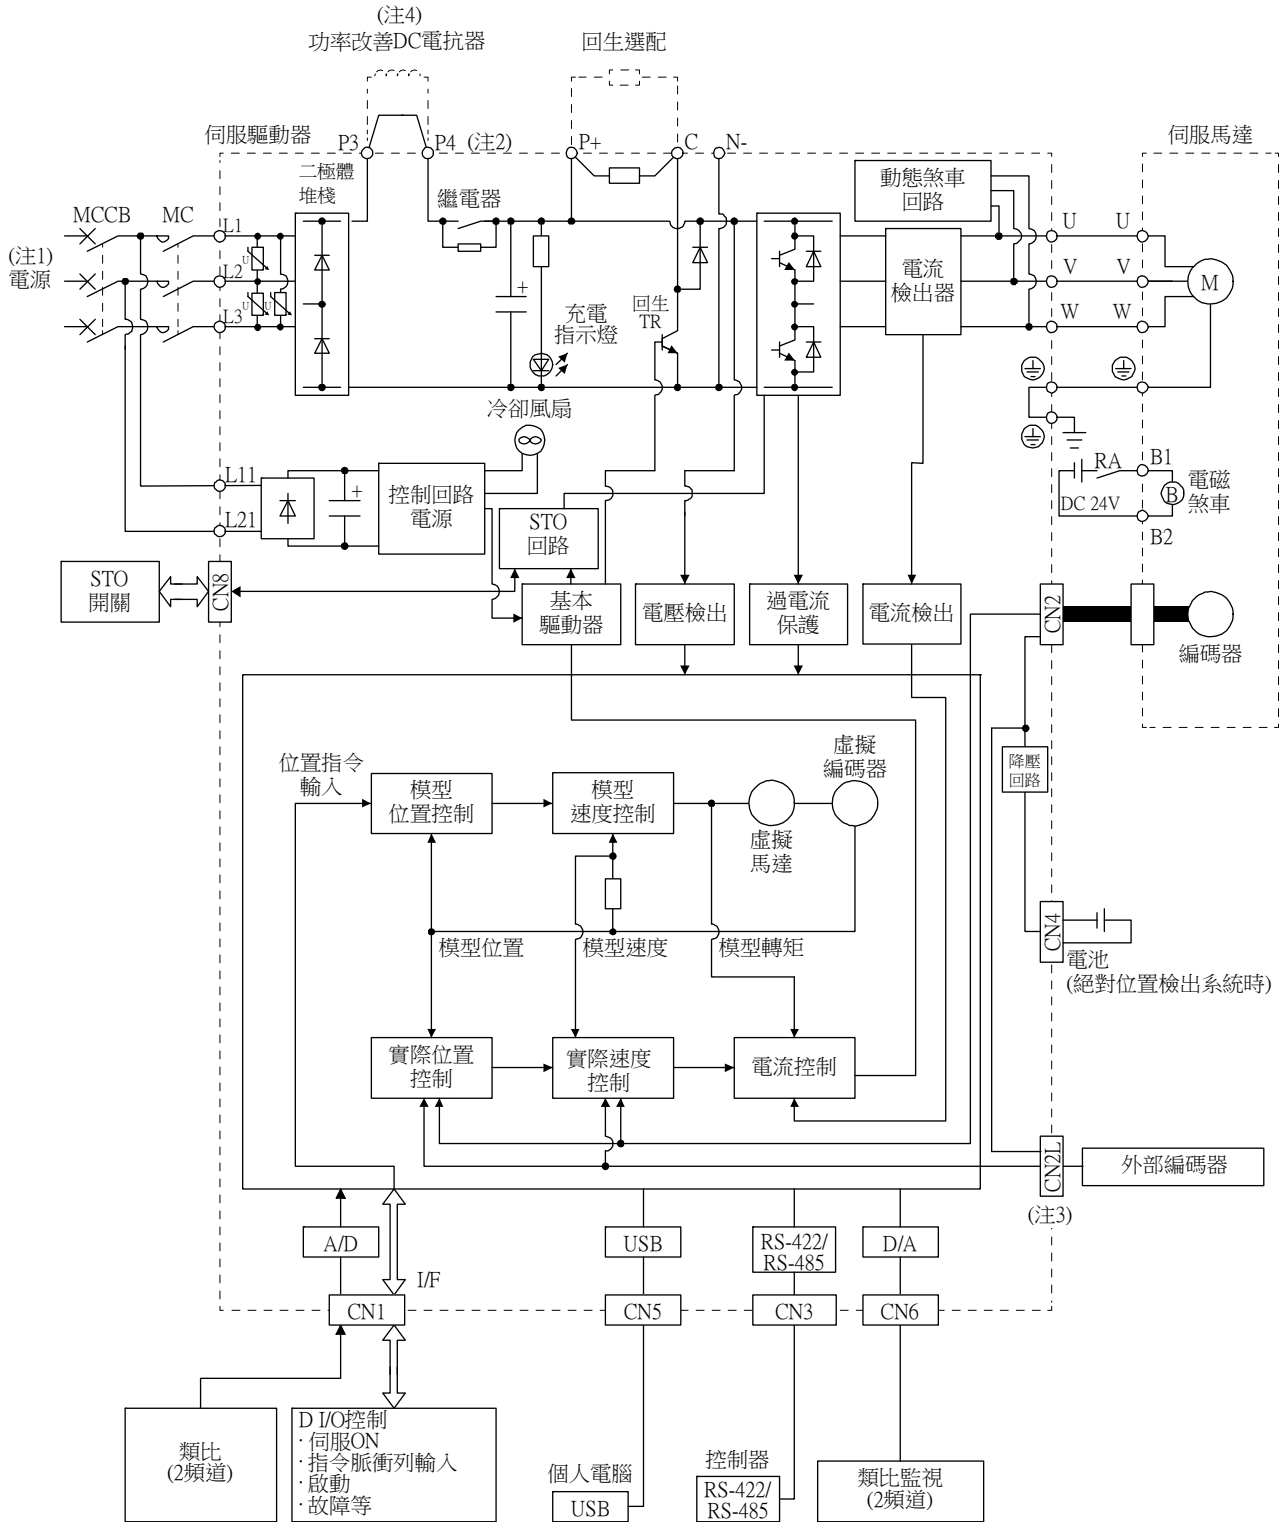 (注4)
功率改善DC電抗器
回生選配
伺服驅動器
P3
P4
(注2)
P+
C
N-
伺服馬達
二極體
堆棧
繼電器
動態煞車
回路
MCCB
MC
L1
U
U
(注1)
電源
U
L2
電流
檢出器
V
V
M
U
U
L3
+
充電
指示燈
回生
TR
W
W
冷卻風扇
L11
+
控制回路
電源
RA
B1
DC 24V
B
電磁
煞車
B2
L21
STO
回路
STO
開關
CN8
基本
驅動器
電壓檢出
過電流
保護
電流檢出
CN2
編碼器
位置指令
輸入
模型
位置控制
模型
速度控制
虛擬
編碼器
虛擬
馬達
降壓
回路
模型位置
模型速度
模型轉矩
CN4
電池
(絕對位置檢出系統時)
實際位置
控制
實際速度
控制
電流控制
CN2L
外部編碼器
(注3)
A/D
I/F
USB
RS-422/
RS-485
D/A
CN1
CN5
CN3
CN6
類比
(2頻道)
D I/O控制
·伺服ON
·指令脈衝列輸入
·啟動
·故障等
個人電腦
USB
控制器
RS-422/
RS-485
類比監視
(2頻道)